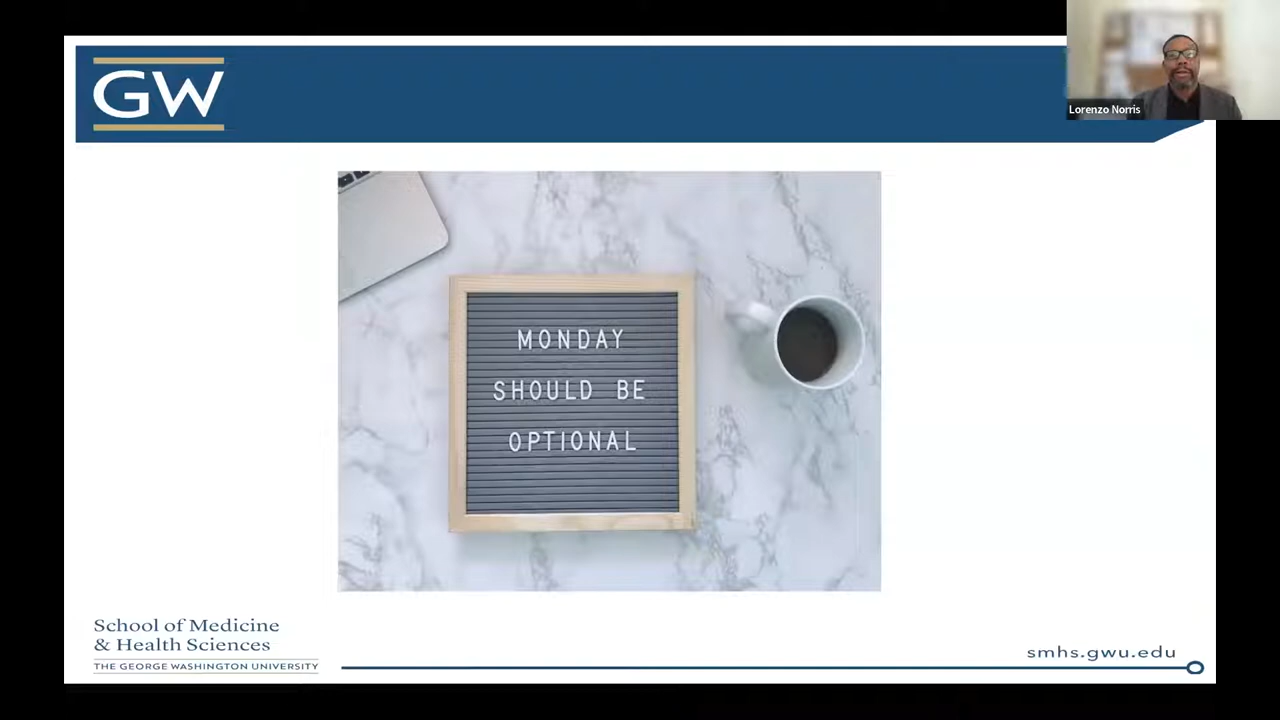 GW
Lorenzo Norris
MONDAY
SHOULD BE
OPTIONAL
School of Medicine
& Health Sciences
THE GEORGE WASHINGTON UNIVERSITY
smhs.gwu.edu